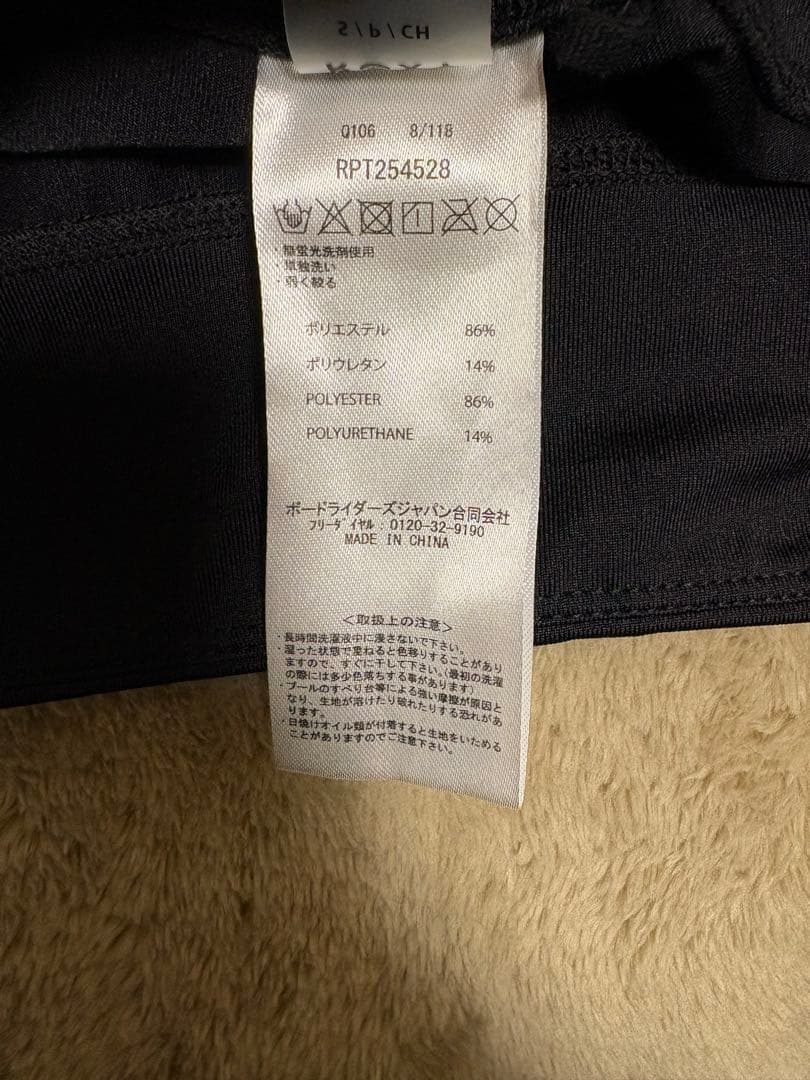 S / P / CH
Q106 8/118
RPT254528
・無蛍光洗剤使用
・単独洗い
・弱く絞る
ポリエステル 86%
ポリウレタン 14%
POLYESTER 86%
POLYURETHANE 14%
ボードライダーズジャパン合同会社
フリーダイヤル：0120-32-9190
MADE IN CHINA
＜取扱上の注意＞
・長時間洗濯液中に浸さないで下さい。
・湿った状態で重ねると色移りすることがあり
ますので、すぐに干して下さい。(最初の洗濯
の際には多少色落ちする事があります)
・プールのすべり台等による強い摩擦が原因と
なり、生地が溶けたり破れたりする恐れがあ
ります。
・日焼けオイル類が付着すると生地をいためる
ことがありますのでご注意下さい。